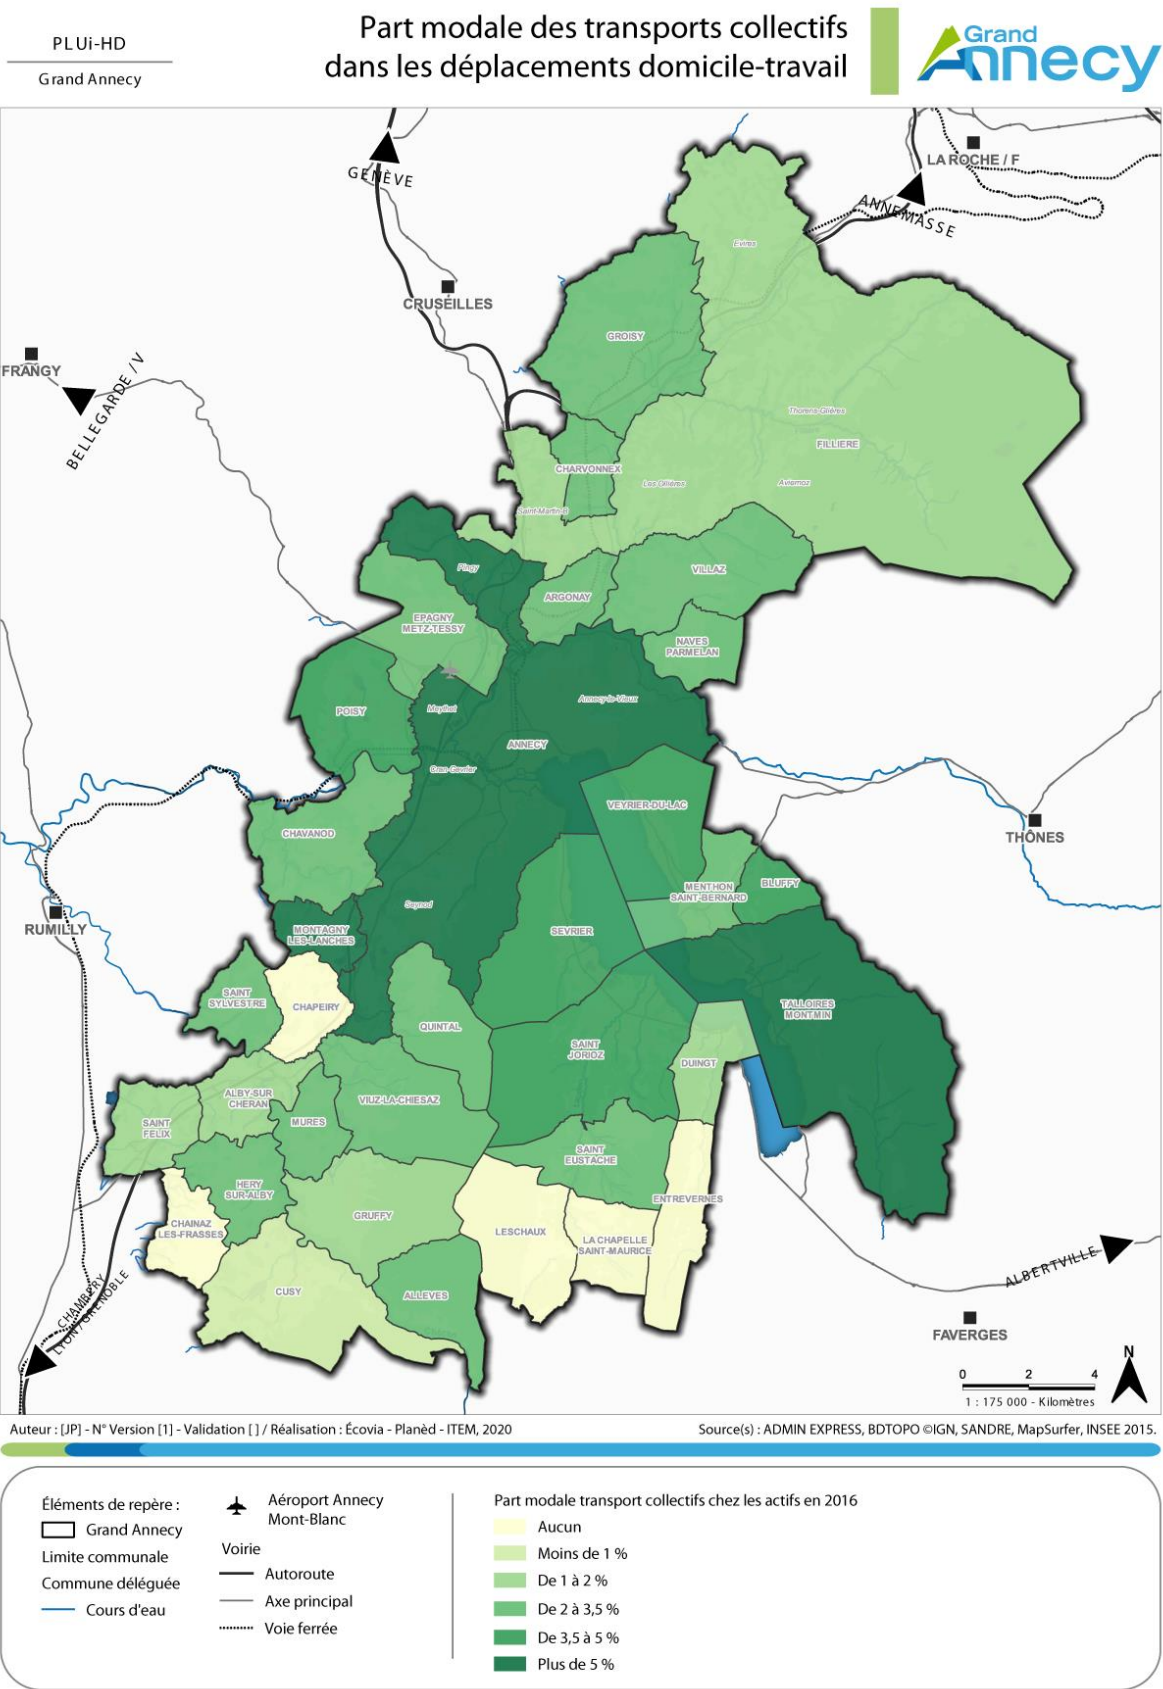 PLUi-HD
Grand Annecy
Part modale des transports collectifs
dans les déplacements domicile-travail
Grand
Annecy
LA ROCHE / F
GENÈVE
ANNEMASSE
Evires
CRUSEILLES
GROISY
FRANGY
BELLEGARDE / V
Thorens-Glières
FILLIERE
CHARVONNEX
Les Ollières
Aviernoz
Saint-Martin-B
Pingy
VILLAZ
ARGONAY
EPAGNY
METZ-TESSY
NAVES
PARMELAN
Annecy-le-Vieux
Meythet
POISY
ANNECY
Cran-Gevrier
VEYRIER-DU-LAC
CHAVANOD
THÔNES
BLUFFY
MENTHON
SAINT-BERNARD
Seynod
RUMILLY
MONTAGNY
LES-LANCHES
SEVRIER
SAINT
SYLVESTRE
CHAPEIRY
TALLOIRES
MONTMIN
QUINTAL
SAINT
JORIOZ
DUINGT
ALBY-SUR
CHERAN
VIUZ-LA-CHIESAZ
MURES
SAINT
FELIX
SAINT
EUSTACHE
HERY
SUR-ALBY
ENTREVERNES
GRUFFY
CHAINAZ
LES-FRASSES
LESCHAUX
LA CHAPELLE
SAINT-MAURICE
ALBERTVILLE
CUSY
ALLEVES
CHAMBERY
LYON / GRENOBLE
FAVERGES
N
0 2 4
1 : 175 000 - Kilomètres
Auteur : [JP] - N° Version [1] - Validation [ ] / Réalisation : Écovia - Planèd - ITEM, 2020
Source(s) : ADMIN EXPRESS, BDTOPO ©IGN, SANDRE, MapSurfer, INSEE 2015.
Éléments de repère :
Grand Annecy
Limite communale
Commune déléguée
Cours d'eau
Aéroport Annecy
Mont-Blanc
Voirie
Autoroute
Axe principal
Voie ferrée
Part modale transport collectifs chez les actifs en 2016
Aucun
Moins de 1 %
De 1 à 2 %
De 2 à 3,5 %
De 3,5 à 5 %
Plus de 5 %